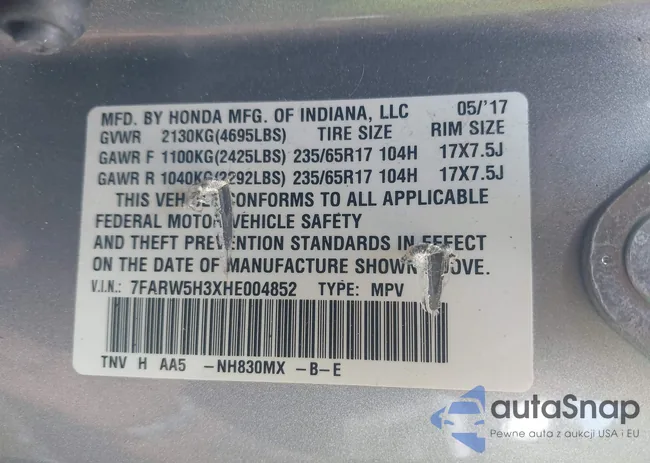 MFD. BY HONDA MFG. OF INDIANA, LLC 05/'17
GVWR 2130KG(4695LBS) TIRE SIZE RIM SIZE
GAWR F 1100KG(2425LBS) 235/65R17 104H 17X7.5J
GAWR R 1040KG(2292LBS) 235/65R17 104H 17X7.5J
THIS VEHICLE CONFORMS TO ALL APPLICABLE
FEDERAL MOTOR VEHICLE SAFETY
AND THEFT PREVENTION STANDARDS IN EFFECT
ON THE DATE OF MANUFACTURE SHOWN ABOVE.
V.I.N.: 7FARW5H3XHE004852 TYPE: MPV
TNV H AA5 -NH830MX -B-E
autaSnap
Pewne auta z aukcji USA i EU